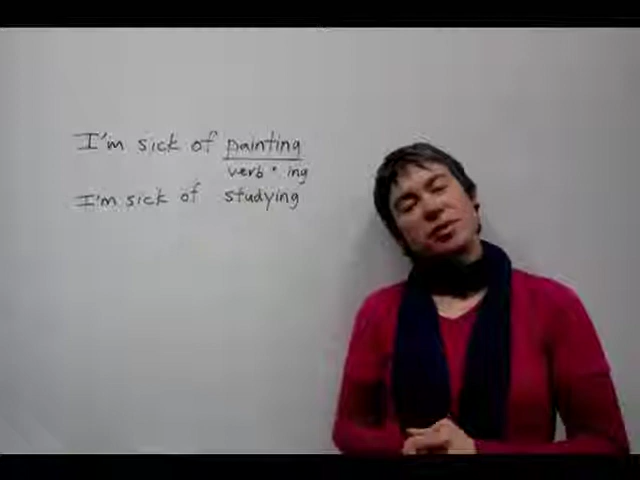 I'm sick of painting
verb + ing
I'm sick of studying